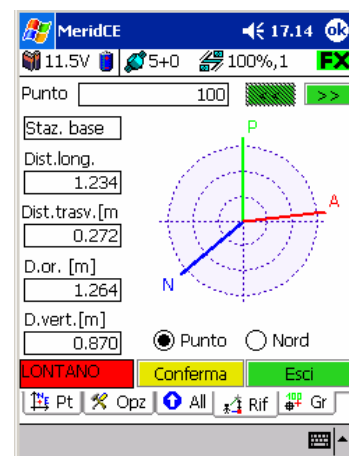 MeridCE 17.14 ok
11.5V 5+0 100%,1 FX
Punto 100 << >>
Staz. base
P
Dist.long.
1.234
A
Dist.trasv.[m
0.272
D.or. [m]
1.264
N
D.vert.[m]
0.870
Punto Nord
LONTANO Conferma Esci
Pt Opz All Rif Gr